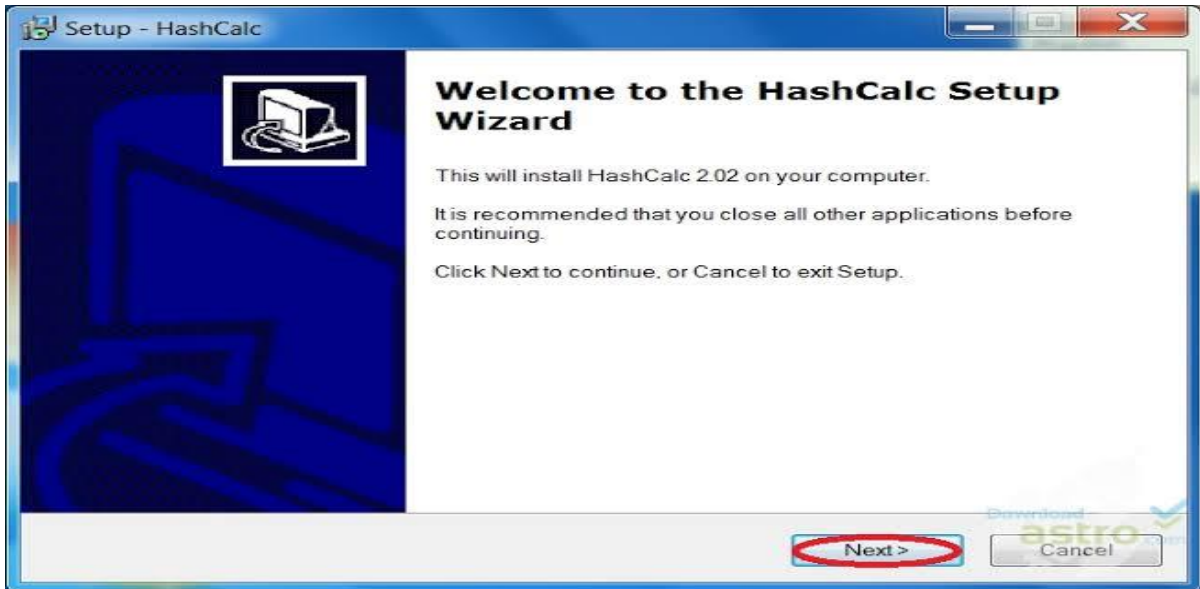 Setup - HashCalc
Welcome to the HashCalc Setup
Wizard
This will install HashCalc 2.02 on your computer.
It is recommended that you close all other applications before
continuing.
Click Next to continue, or Cancel to exit Setup.
Download
astro.com
Next >
Cancel